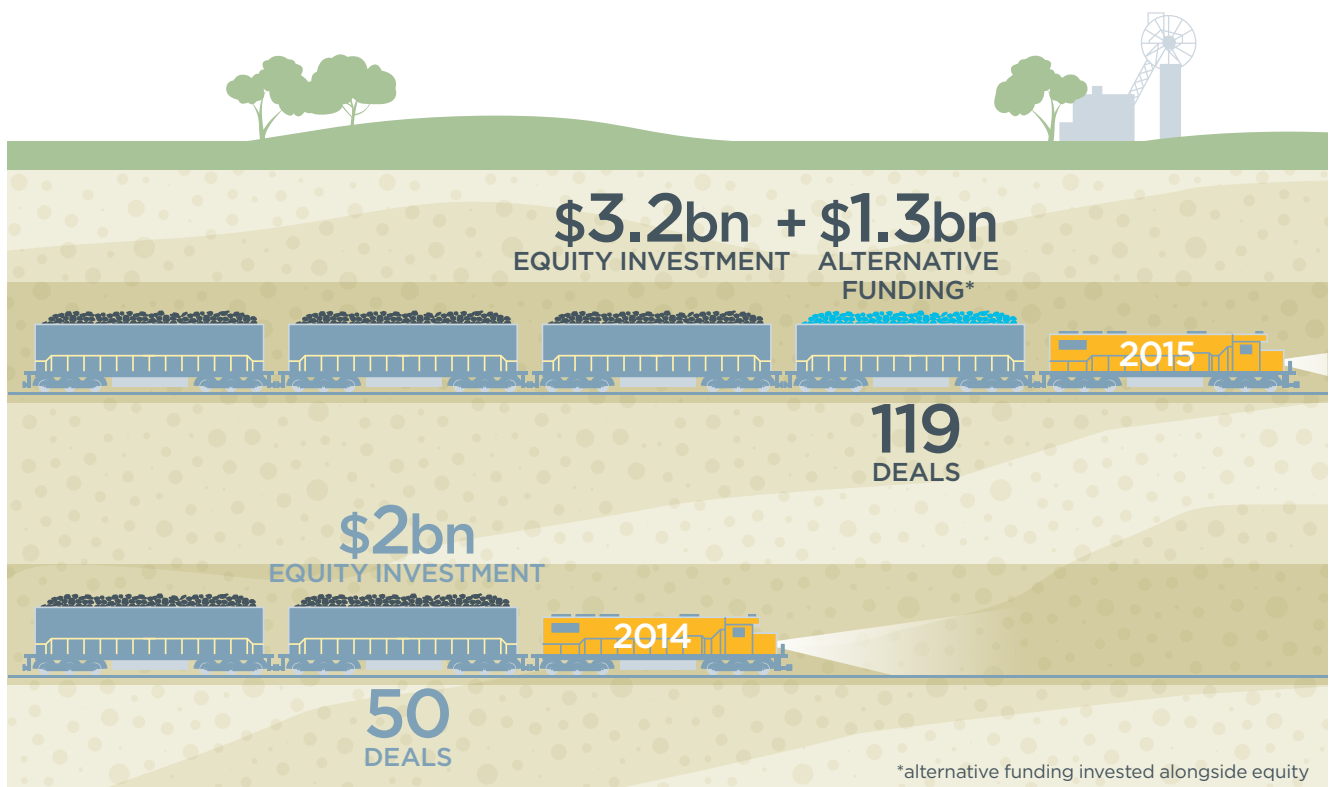 $3.2bn + $1.3bn
EQUITY INVESTMENT ALTERNATIVE
FUNDING*
2015
119
DEALS
$2bn
EQUITY INVESTMENT
2014
50
DEALS
*alternative funding invested alongside equity